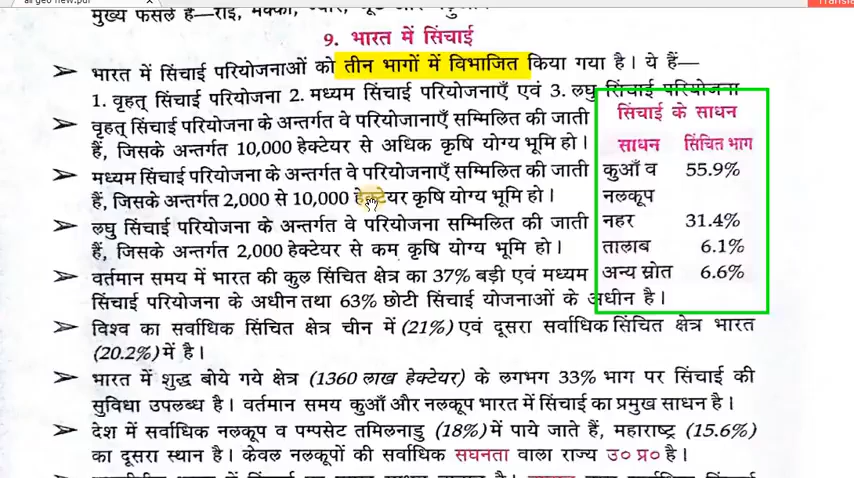 geo new.pdf
मुख्य फसलें हैं—राई, मक्का,
9. भारत में सिंचाई
➢ भारत में सिंचाई परियोजनाओं को तीन भागों में विभाजित किया गया है। ये हैं—
1. वृहत् सिंचाई परियोजना 2. मध्यम सिंचाई परियोजनाएँ एवं 3. लघु सिंचाई परियोजना
➢ वृहत् सिंचाई परियोजना के अन्तर्गत वे परियोजानाएँ सम्मिलित की जाती
हैं, जिसके अन्तर्गत 10,000 हेक्टेयर से अधिक कृषि योग्य भूमि हो।
➢ मध्यम सिंचाई परियोजना के अन्तर्गत वे परियोजनाएँ सम्मिलित की जाती
हैं, जिसके अन्तर्गत 2,000 से 10,000 हेक्टेयर कृषि योग्य भूमि हो।
➢ लघु सिंचाई परियोजना के अन्तर्गत वे परियोजना सम्मिलित की जाती
हैं, जिसके अन्तर्गत 2,000 हेक्टेयर से कम कृषि योग्य भूमि हो।
➢ वर्तमान समय में भारत की कुल सिंचित क्षेत्र का 37% बड़ी एवं मध्यम
सिंचाई परियोजना के अधीन तथा 63% छोटी सिंचाई योजनाओं के अधीन है।
सिंचाई के साधन
साधन सिंचित भाग
कुआँ व 55.9%
नलकूप
नहर 31.4%
तालाब 6.1%
अन्य स्रोत 6.6%
➢ विश्व का सर्वाधिक सिंचित क्षेत्र चीन में (21%) एवं दूसरा सर्वाधिक सिंचित क्षेत्र भारत
(20.2%) में है।
➢ भारत में शुद्ध बोये गये क्षेत्र (1360 लाख हेक्टेयर) के लगभग 33% भाग पर सिंचाई की
सुविधा उपलब्ध है। वर्तमान समय कुआँ और नलकूप भारत में सिंचाई का प्रमुख साधन है।
➢ देश में सर्वाधिक नलकूप व पम्पसेट तमिलनाडु (18%) में पाये जाते हैं, महाराष्ट्र (15.6%)
का दूसरा स्थान है। केवल नलकूपों की सर्वाधिक सघनता वाला राज्य उ० प्र० है।